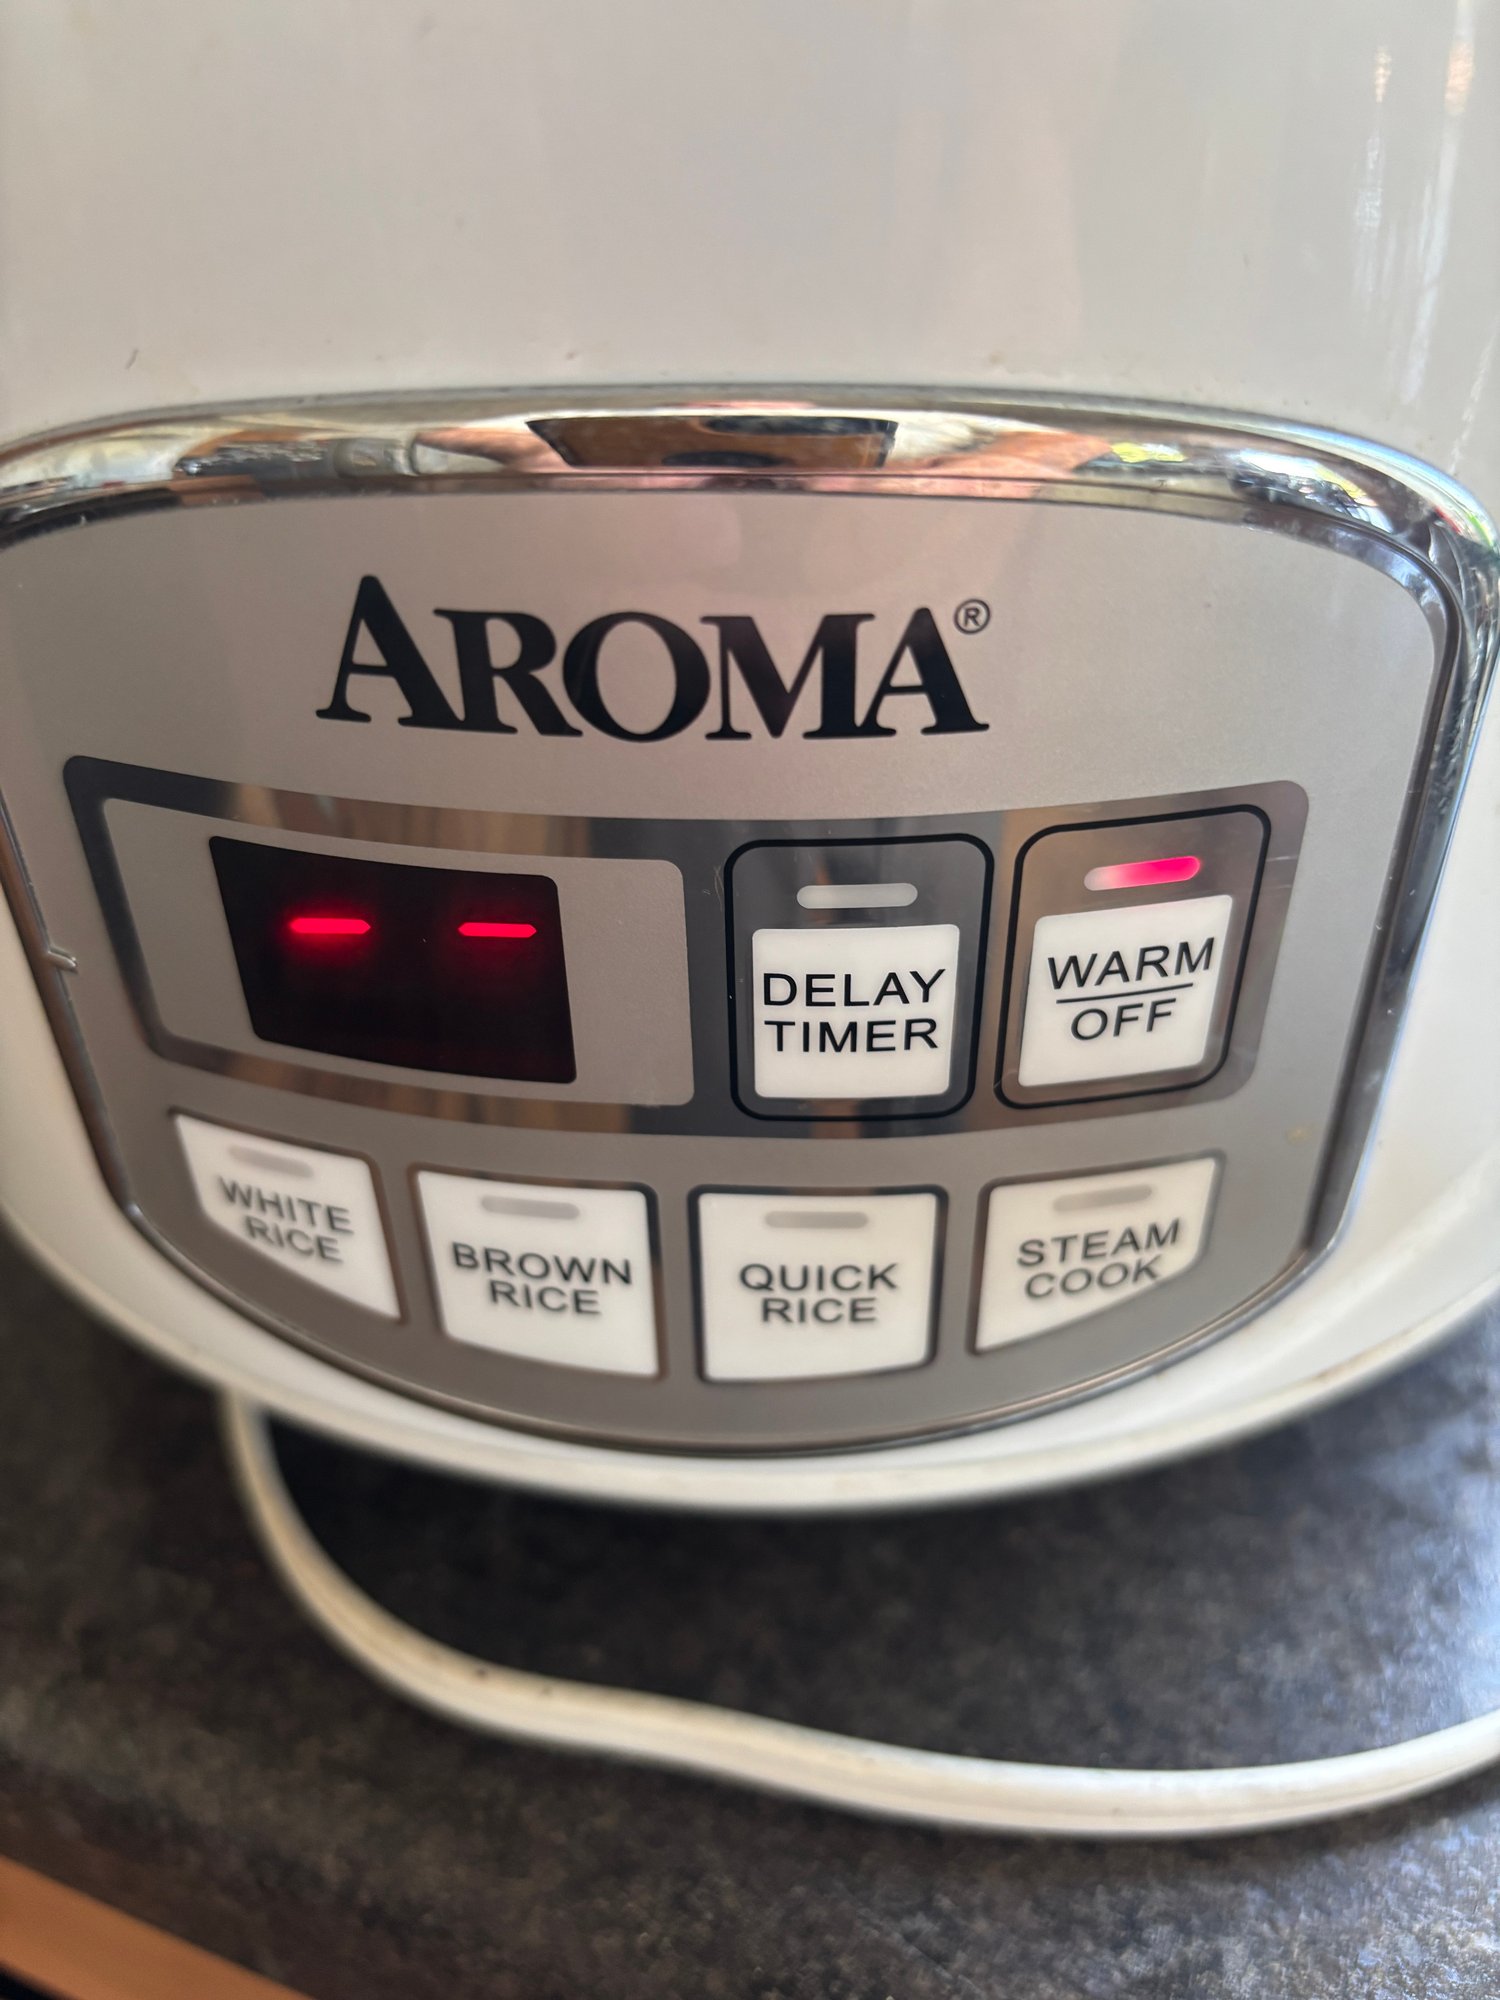 AROMA®
-- 
DELAY
TIMER
WARM
OFF
WHITE
RICE
BROWN
RICE
QUICK
RICE
STEAM
COOK